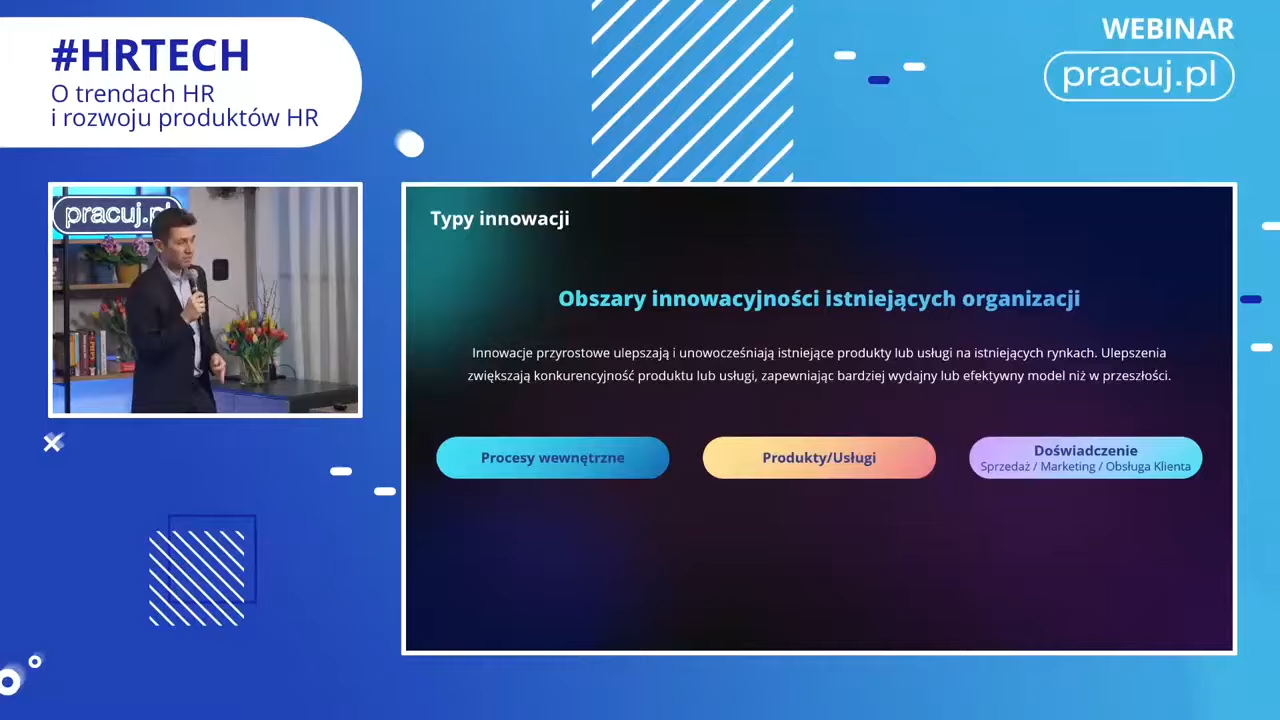 #HRTECH
O trendach HR
i rozwoju produktów HR
WEBINAR
pracuj.pl
pracuj.pl
Typy innowacji
Obszary innowacyjności istniejących organizacji
Innowacje przyrostowe ulepszają i unowocześniają istniejące produkty lub usługi na istniejących rynkach. Ulepszenia
zwiększają konkurencyjność produktu lub usługi, zapewniając bardziej wydajny lub efektywny model niż w przeszłości.
Procesy wewnętrzne
Produkty/Usługi
Doświadczenie
Sprzedaż / Marketing / Obsługa Klienta